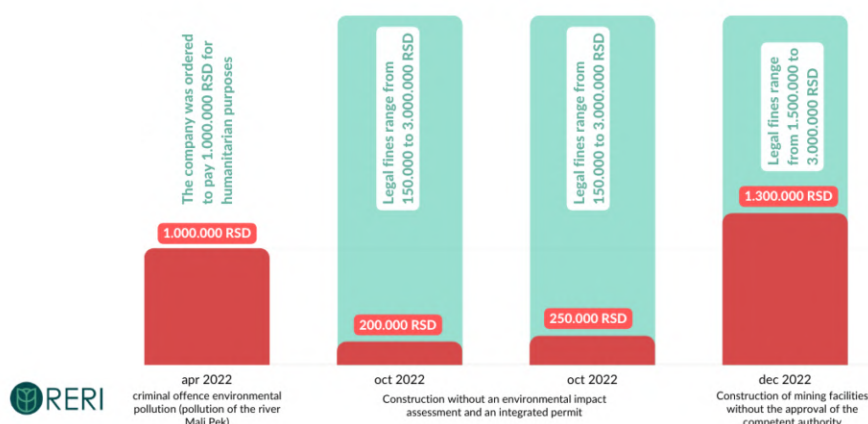 The company was ordered
to pay 1.000.000 RSD for
humanitarian purposes
Legal fines range from
150.000 to 3.000.000 RSD
Legal fines range from
150.000 to 3.000.000 RSD
Legal fines range
from 1.500.000 to
3.000.000 RSD
1.000.000 RSD
200.000 RSD
250.000 RSD
1.300.000 RSD
apr 2022
criminal offence environmental
pollution (pollution of the river
Mali Pek)
oct 2022
oct 2022
Construction without an environmental impact
assessment and an integrated permit
dec 2022
Construction of mining facilities
without the approval of the
competent authority
RERI